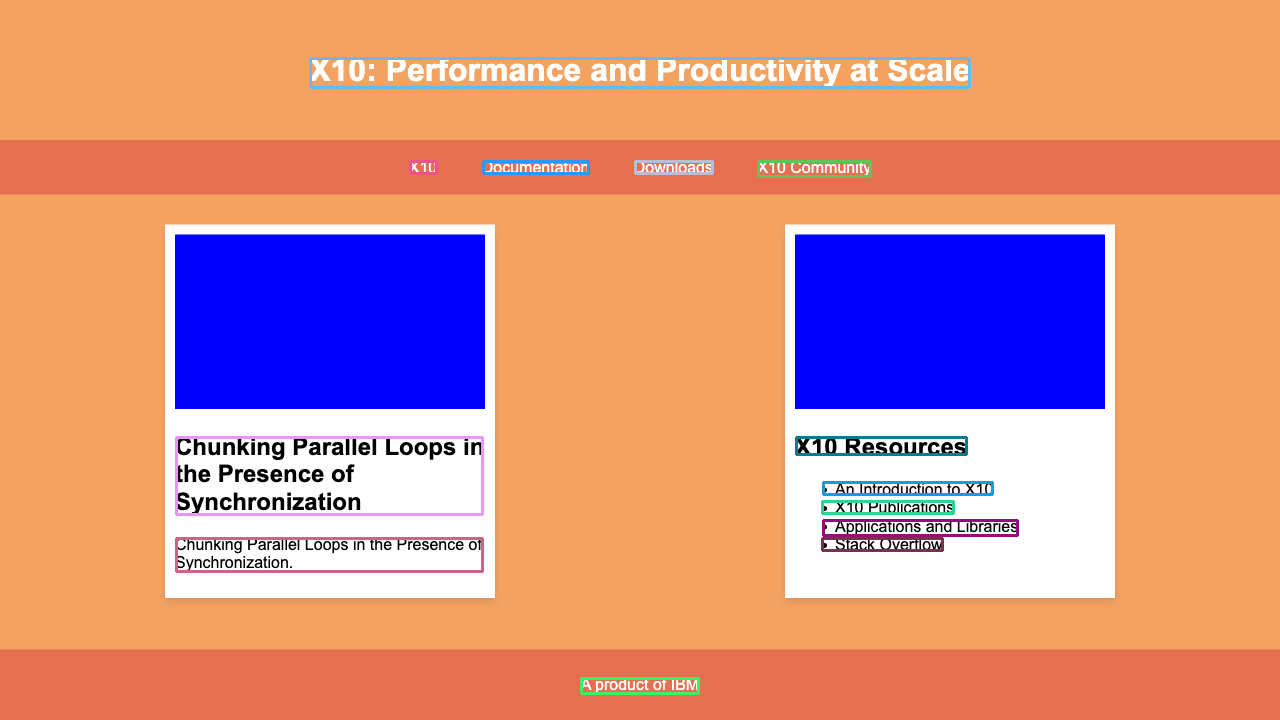 X10: Performance and Productivity at Scale
X10
Documentation
Downloads
X10 Community
Chunking Parallel Loops in
the Presence of
Synchronization
Chunking Parallel Loops in the Presence of
Synchronization.
X10 Resources
• An Introduction to X10
• X10 Publications
• Applications and Libraries
• Stack Overflow
A product of IBM